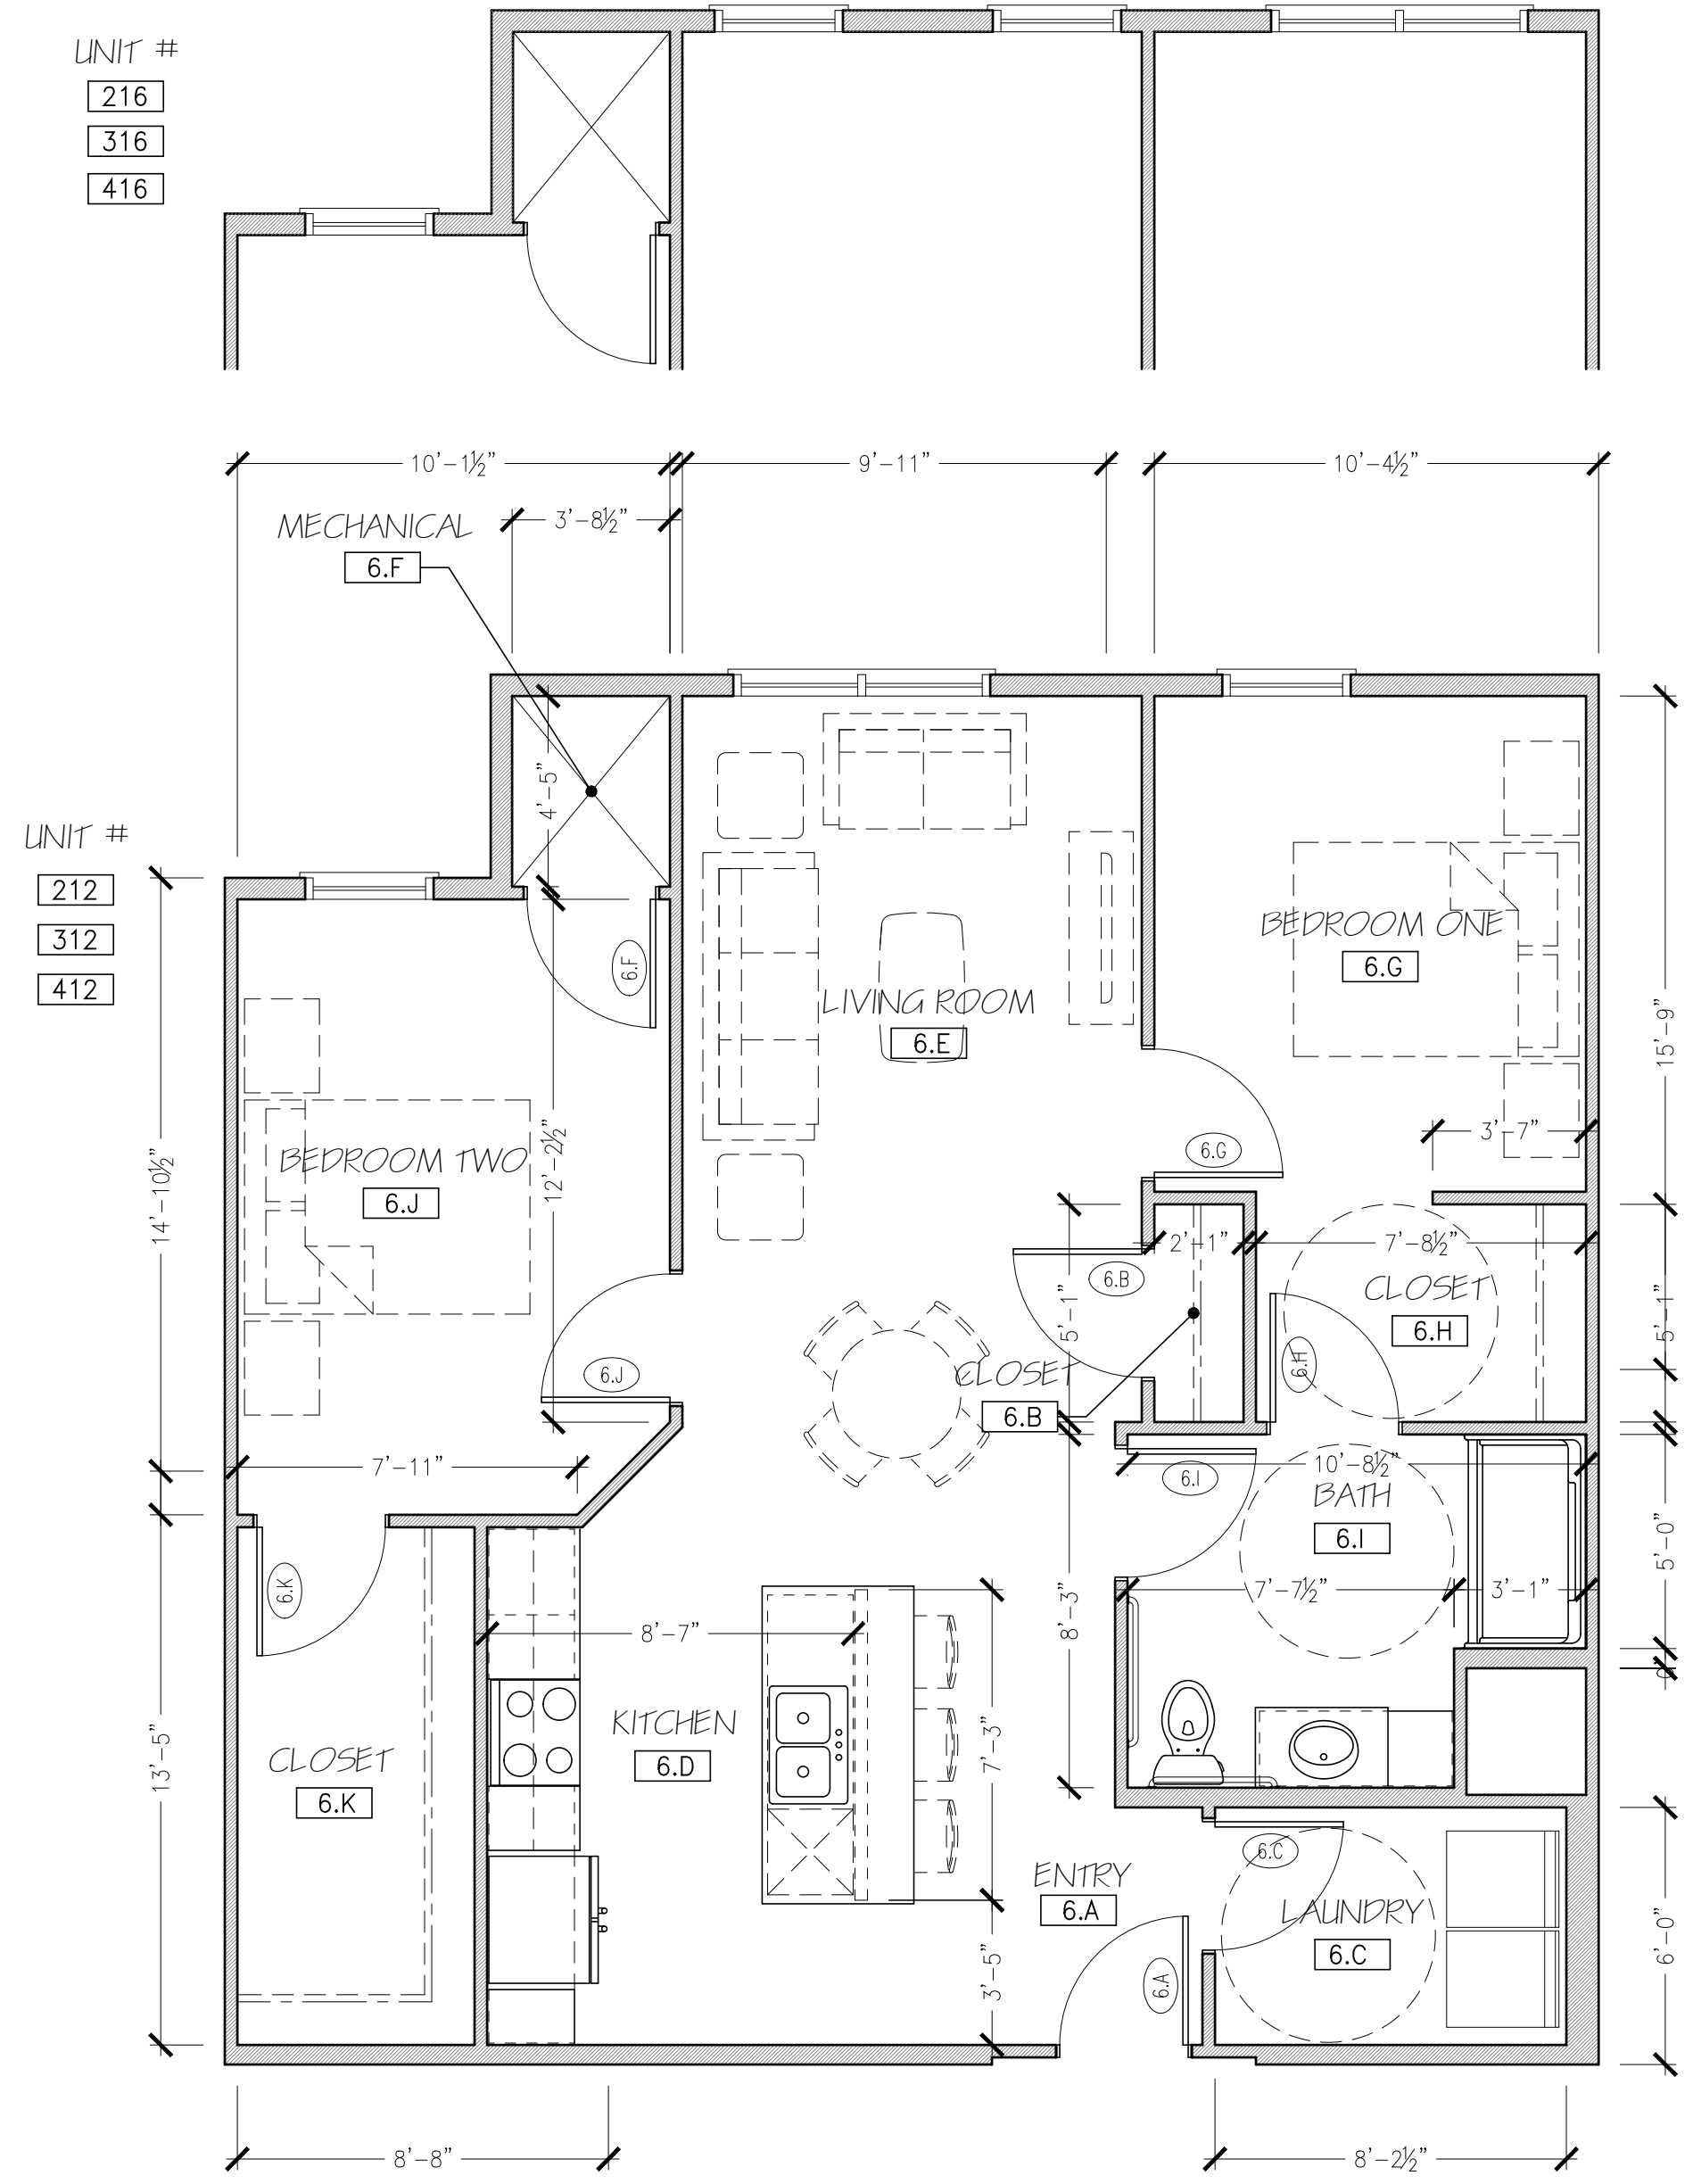 UNIT #
216
316
416
10'-1½"
9'-11"
10'-4½"
MECHANICAL
3'-8½"
6.F
4'-5"
UNIT #
212
312
412
BEDROOM ONE
6.G
6.F
LIVING ROOM
6.E
15'-9"
3'-7"
6.G
BEDROOM TWO
6.J
12'-2½"
14'-10½"
2'-1"
7'-8½"
6.B
CLOSET
6.H
5'-1"
5'-1"
6.H
6.J
CLOSET
6.B
7'-11"
10'-8½"
6.I
BATH
6.I
5'-0"
6.K
7'-7½"
3'-1"
8'-3"
8'-7"
KITCHEN
6.D
7'-3"
13'-5"
CLOSET
6.K
6.C
ENTRY
6.A
LAUNDRY
6.C
6'-0"
3'-5"
6.A
8'-8"
8'-2½"